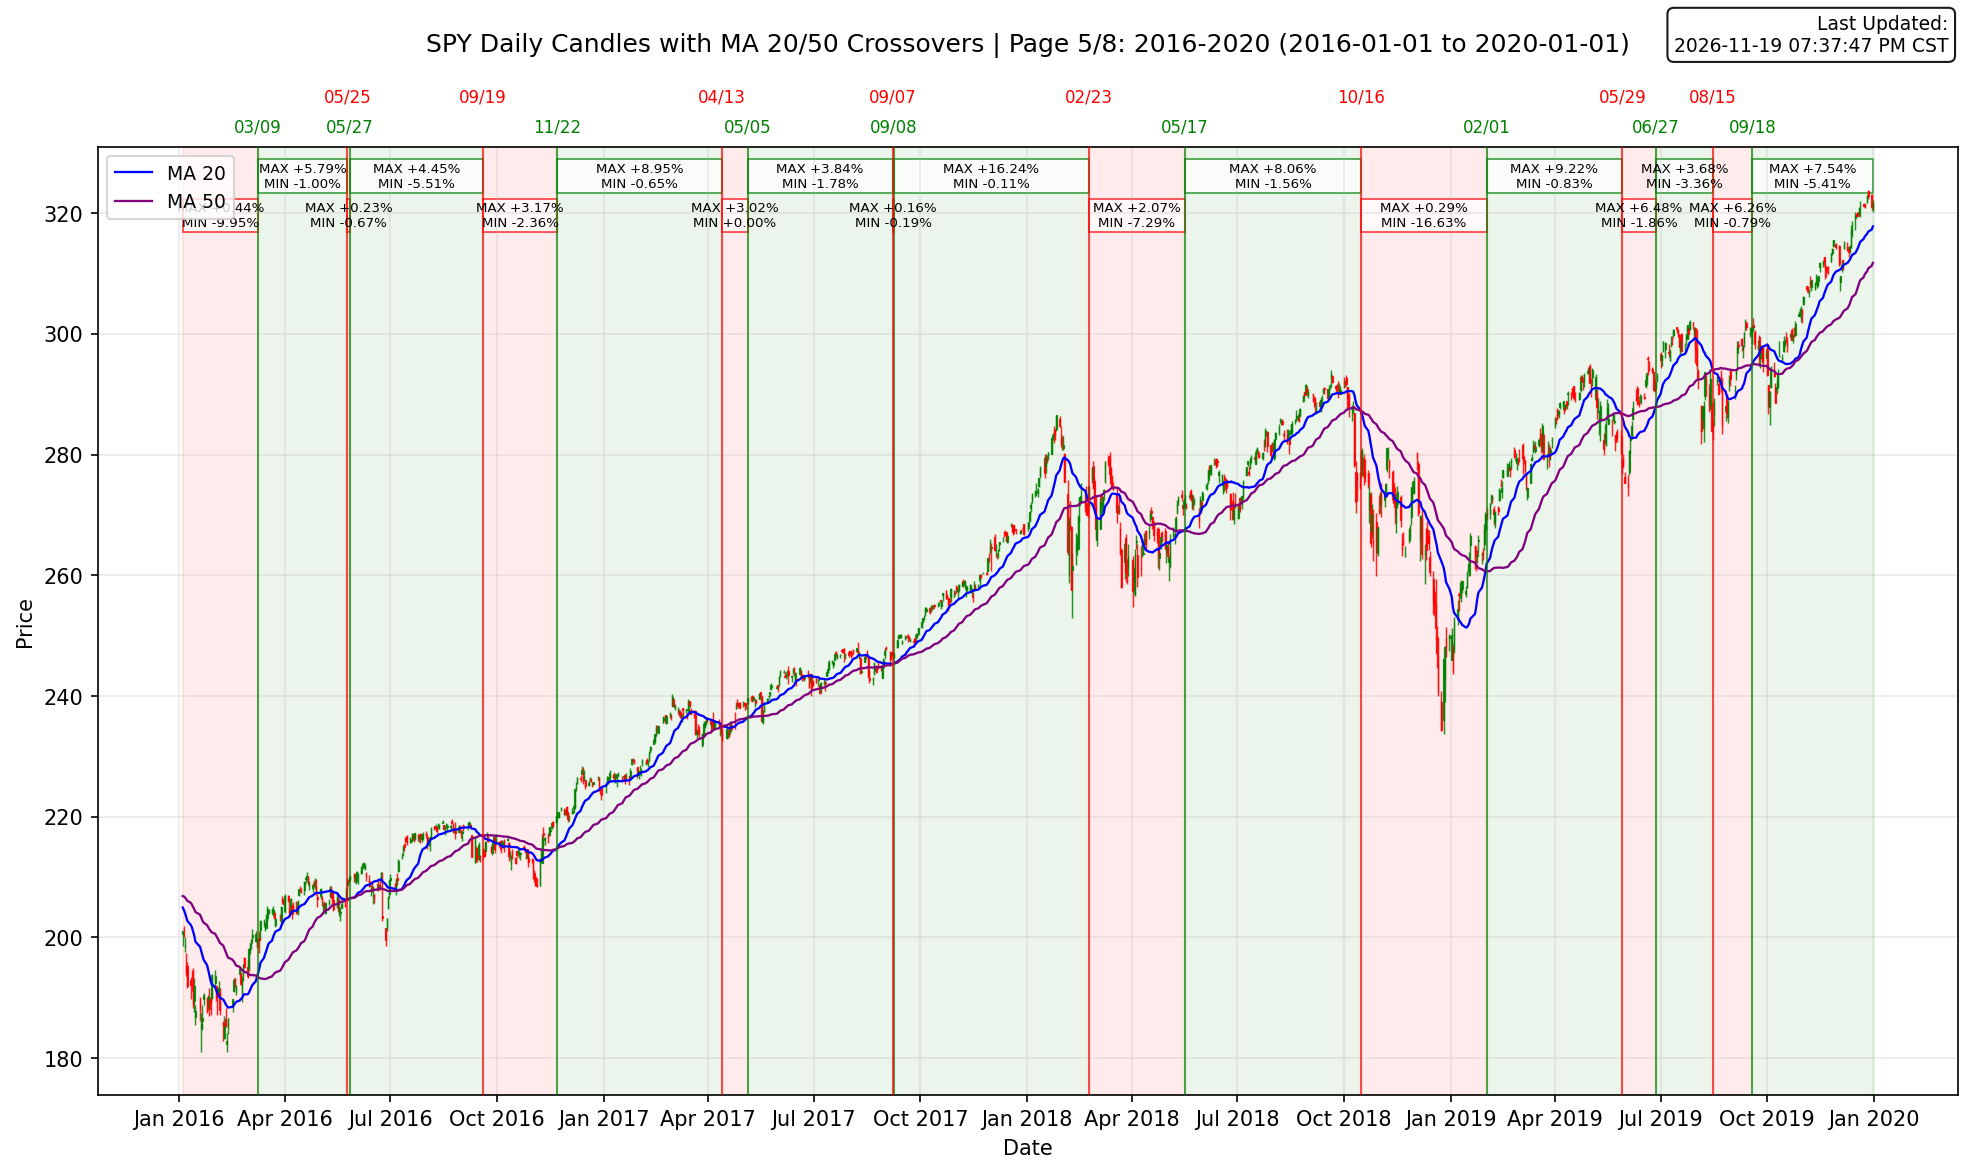 SPY Daily Candles with MA 20/50 Crossovers | Page 5/8: 2016-2020 (2016-01-01 to 2020-01-01)
Last Updated:
2026-11-19 07:37:47 PM CST
05/25 09/19 04/13 09/07 02/23 10/16 05/29 08/15
03/09 05/27 11/22 05/05 09/08 05/17 02/01 06/27 09/18
MAX +5.79% MAX +4.45% MAX +8.95% MAX +3.84% MAX +16.24% MAX +8.06% MAX +9.22% MAX +3.68% MAX +7.54%
MIN -1.00% MIN -5.51% MIN -0.65% MIN -1.78% MIN -0.11% MIN -1.56% MIN -0.83% MIN -3.36% MIN -5.41%
MA 20
MA 50
MAX +0.23% MAX +3.17% MAX +3.02% MAX +0.16% MAX +2.07% MAX +0.29% MAX +6.48% MAX +6.26%
MIN -9.95% MIN -0.67% MIN -2.36% MIN +0.00% MIN -0.19% MIN -7.29% MIN -16.63% MIN -1.86% MIN -0.79%
320
300
280
260
240
220
200
180
Price
Jan 2016 Apr 2016 Jul 2016 Oct 2016 Jan 2017 Apr 2017 Jul 2017 Oct 2017 Jan 2018 Apr 2018 Jul 2018 Oct 2018 Jan 2019 Apr 2019 Jul 2019 Oct 2019 Jan 2020
Date